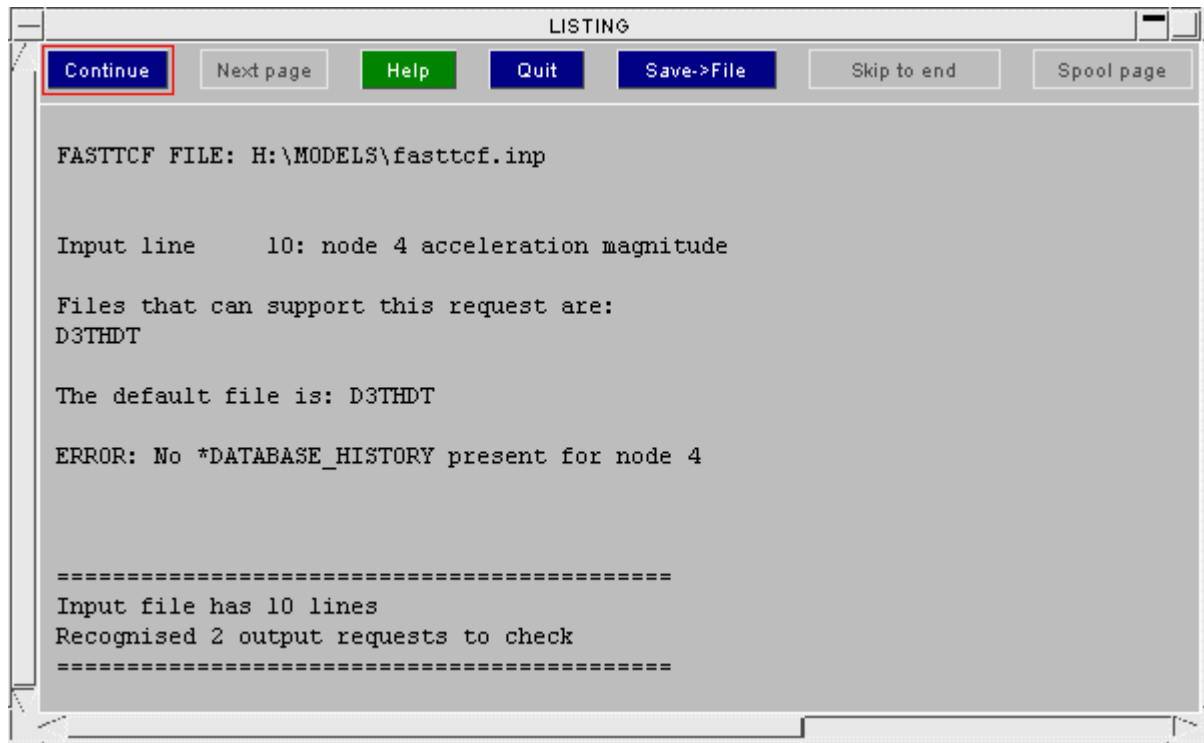 LISTING
Continue Next page Help Quit Save->File Skip to end Spool page
FASTTCF FILE: H:\MODELS\fasttcf.inp
Input line     10: node 4 acceleration magnitude
Files that can support this request are:
D3THDT
The default file is: D3THDT
ERROR: No *DATABASE_HISTORY present for node 4
============================================
Input file has 10 lines
Recognised 2 output requests to check
============================================